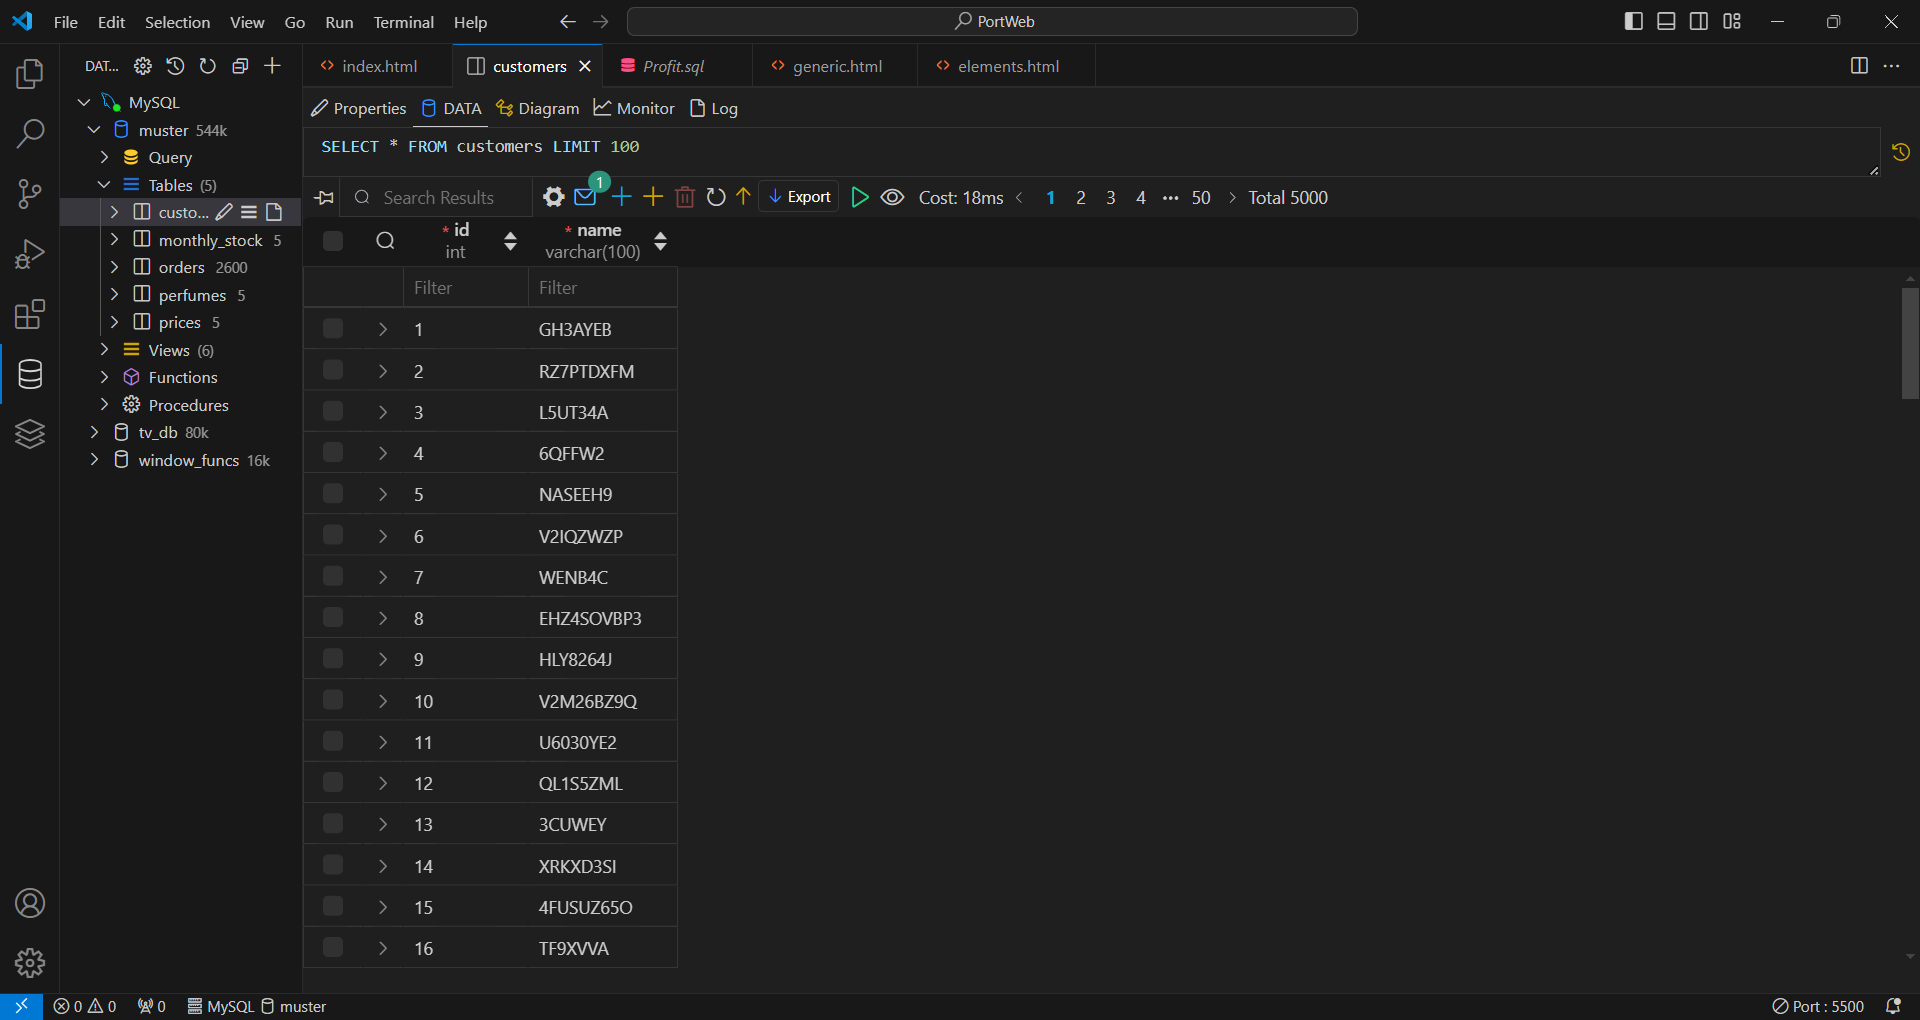 File Edit Selection View Go Run Terminal Help PortWeb
DAT... index.html customers Profit.sql generic.html elements.html
MySQL
muster 544k
Query
Tables (5)
custo...
monthly_stock 5
orders 2600
perfumes 5
prices 5
Views (6)
Functions
Procedures
tv_db 80k
window_funcs 16k
Properties DATA Diagram Monitor Log
SELECT * FROM customers LIMIT 100
Search Results 1 Export Cost: 18ms 1 2 3 4 ... 50 Total 5000
* id * name
int varchar(100)
Filter Filter
1 GH3AYEB
2 RZ7PTDXFM
3 L5UT34A
4 6QFFW2
5 NASEEH9
6 V2IQZWZP
7 WENB4C
8 EHZ4SOVBP3
9 HLY8264J
10 V2M26BZ9Q
11 U6030YE2
12 QL1S5ZML
13 3CUWEY
14 XRKXD3SI
15 4FUSUZ65O
16 TF9XVVA
0 0 0 MySQL muster Port : 5500